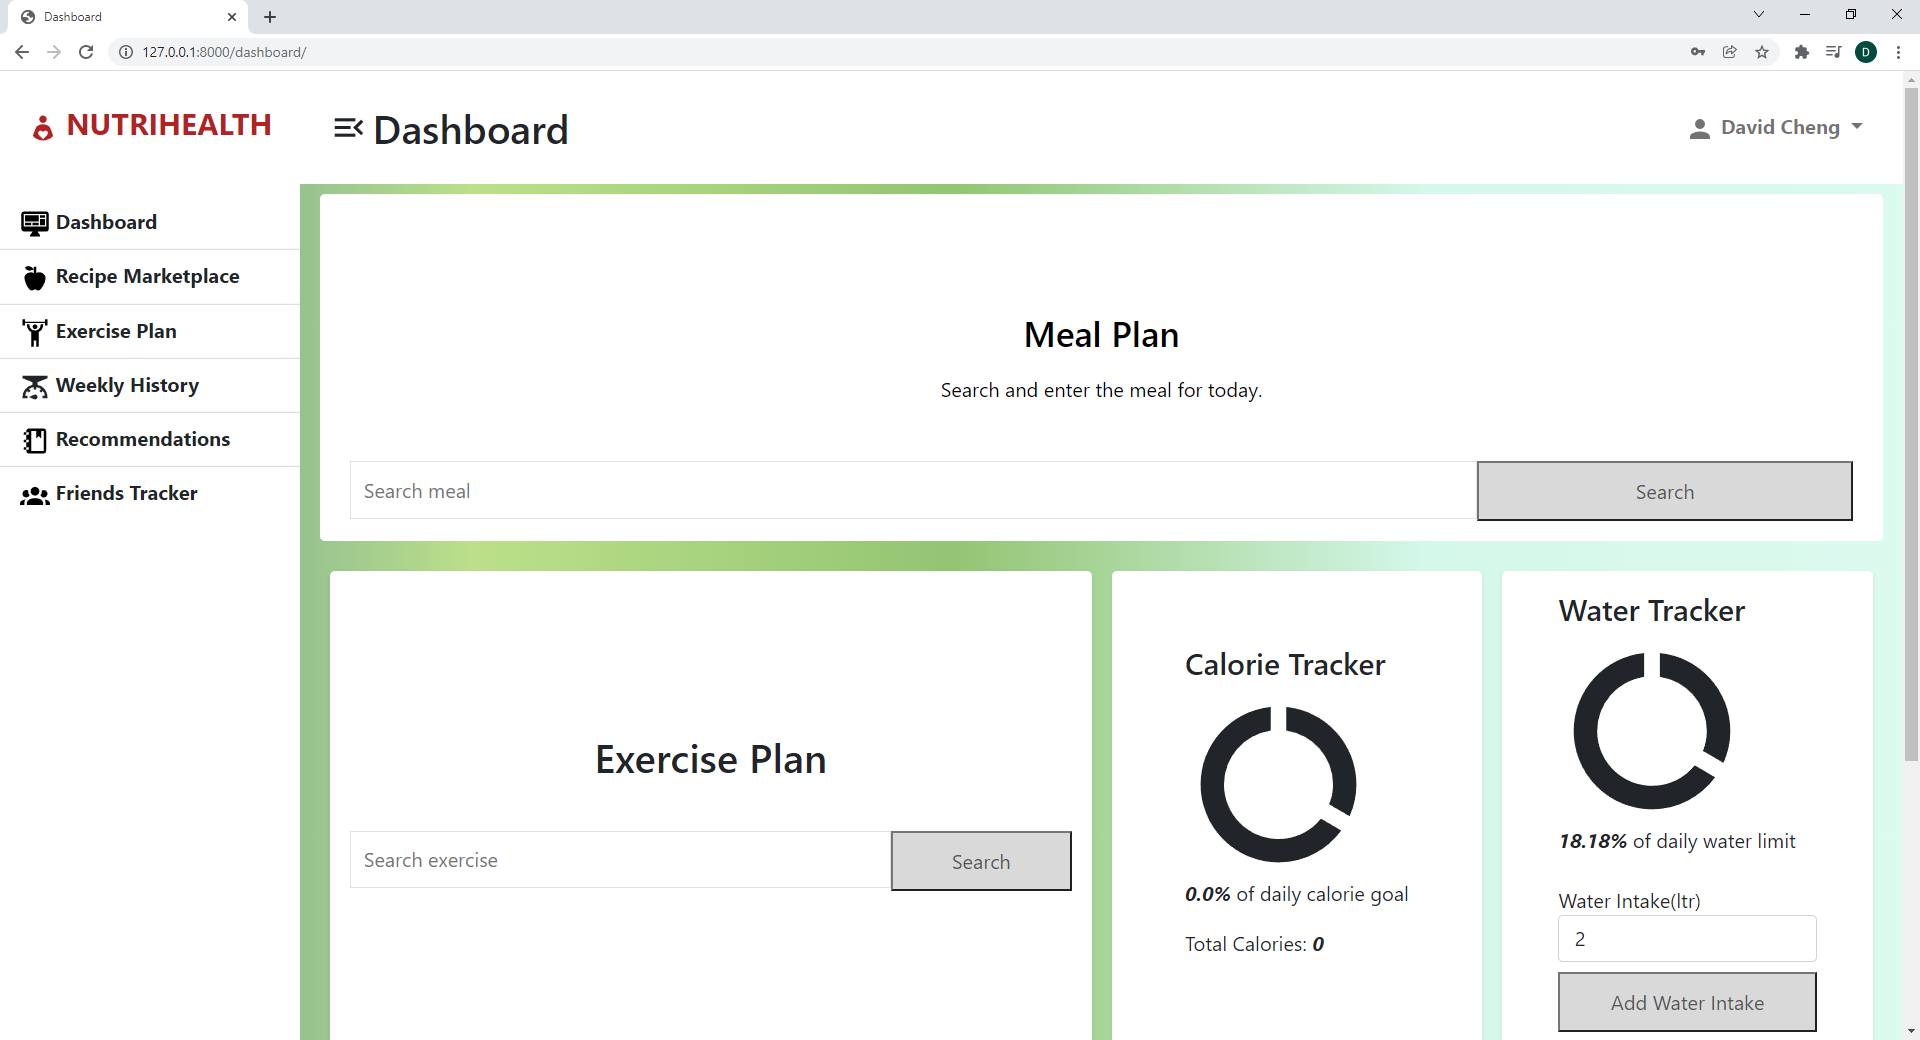 Dashboard
127.0.0.1:8000/dashboard/
D
NUTRIHEALTH
Dashboard
David Cheng
Dashboard
Recipe Marketplace
Exercise Plan
Weekly History
Recommendations
Friends Tracker
Meal Plan
Search and enter the meal for today.
Search meal
Search
Exercise Plan
Search exercise
Search
Calorie Tracker
0.0% of daily calorie goal
Total Calories: 0
Water Tracker
18.18% of daily water limit
Water Intake(ltr)
2
Add Water Intake